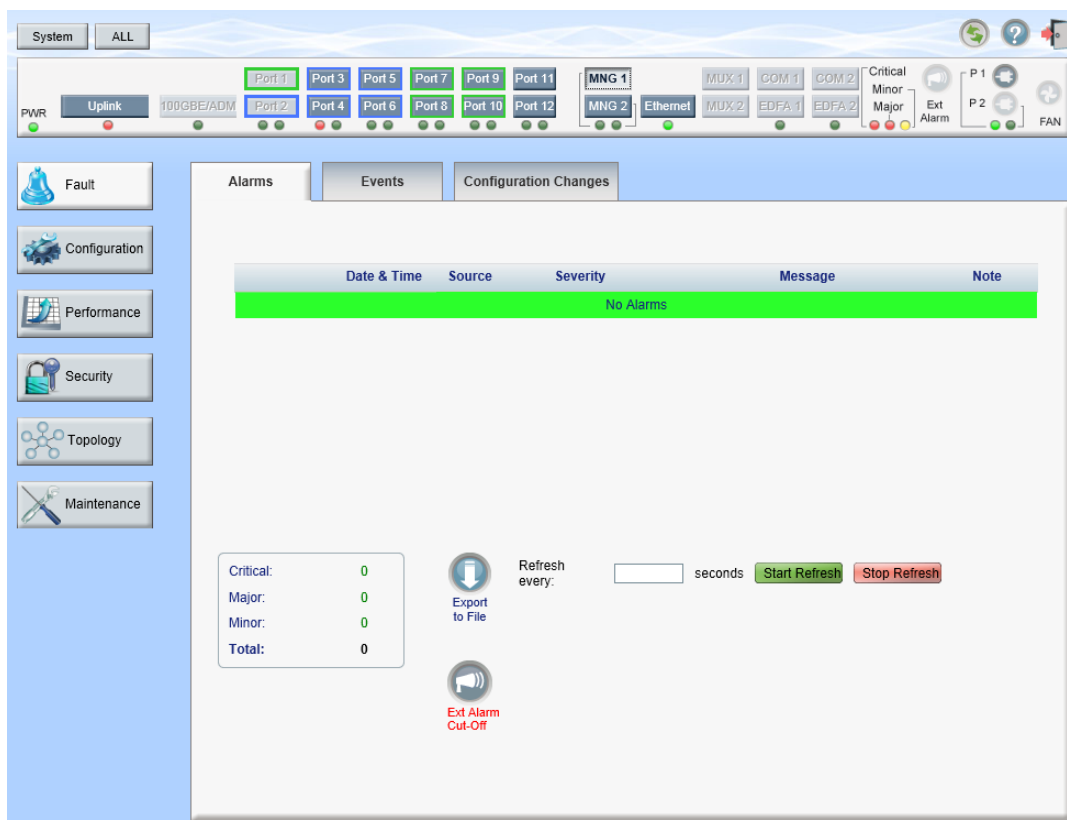 System ALL
Port 1 Port 3 Port 5 Port 7 Port 9 Port 11 MNG 1 MUX 1 COM 1 COM 2 Critical P 1
Minor
PWR Uplink 100GBE/ADM Port 2 Port 4 Port 6 Port 8 Port 10 Port 12 MNG 2 Ethernet MUX 2 EDFA 1 EDFA 2 Major Ext P 2
Alarm FAN
Fault Alarms Events Configuration Changes
Configuration
Date & Time Source Severity Message Note
No Alarms
Performance
Security
Topology
Maintenance
Critical: 0
Major: 0
Minor: 0
Total: 0
Export
to File
Refresh
every: seconds Start Refresh Stop Refresh
Ext Alarm
Cut-Off